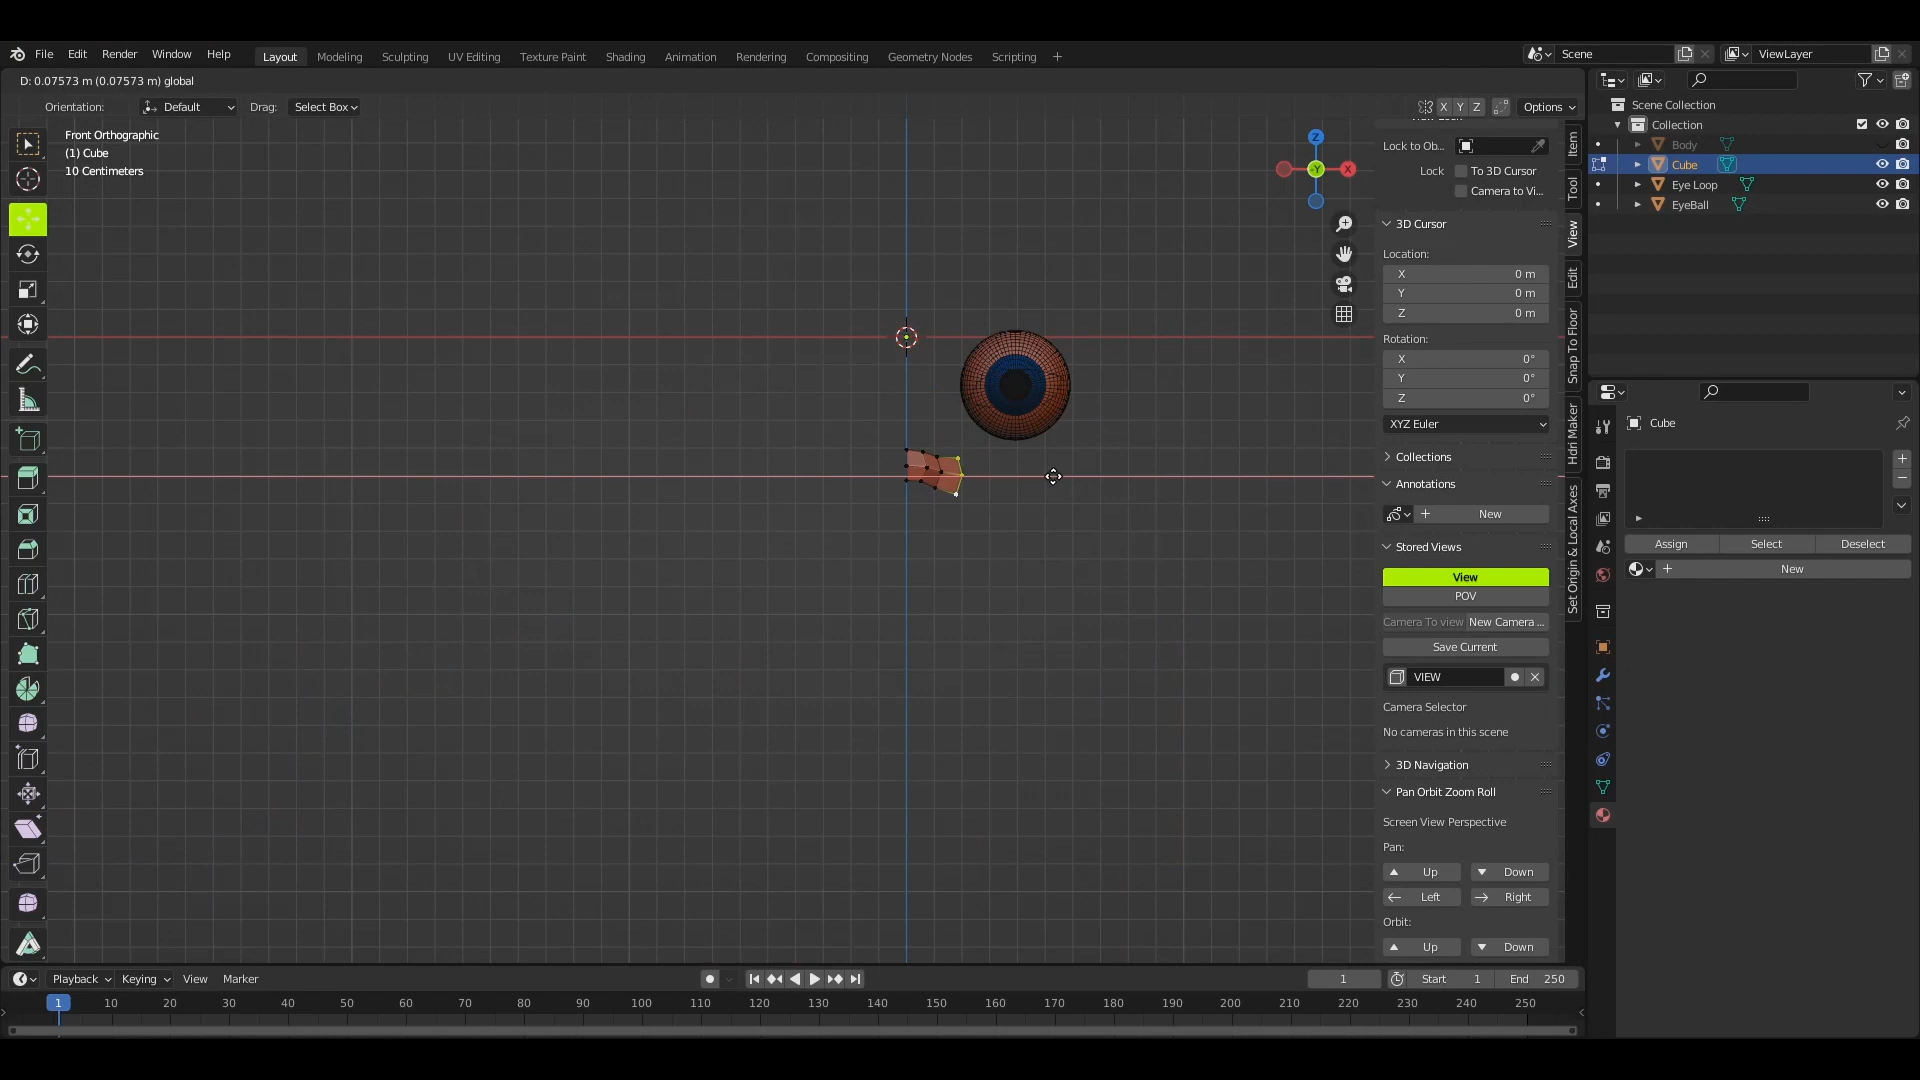 File Edit Render Window Help Layout Modeling Sculpting UV Editing Texture Paint Shading Animation Rendering Compositing Geometry Nodes Scripting + Scene ViewLayer
D: 0.07573 m (0.07573 m) global
Orientation: Default Drag: Select Box X Y Z Options
Front Orthographic
(1) Cube
10 Centimeters
Z
-Y
X
Lock to Ob...
Lock To 3D Cursor
Camera to Vi...
3D Cursor
Location:
X 0 m
Y 0 m
Z 0 m
Rotation:
X 0°
Y 0°
Z 0°
XYZ Euler
Collections
Annotations
+ New
Stored Views
View
POV
Camera To view New Camera ...
Save Current
VIEW
Camera Selector
No cameras in this scene
3D Navigation
Pan Orbit Zoom Roll
Screen View Perspective
Pan:
Up Down
Left Right
Orbit:
Up Down
Item
Tool
View
Edit
Snap To Floor
Hdri Maker
Set Origin & Local Axes
Scene Collection
Collection
Body
Cube
Eye Loop
EyeBall
Cube
Assign Select Deselect
+ New
Playback Keying View Marker 1 Start 1 End 250
1 10 20 30 40 50 60 70 80 90 100 110 120 130 140 150 160 170 180 190 200 210 220 230 240 250